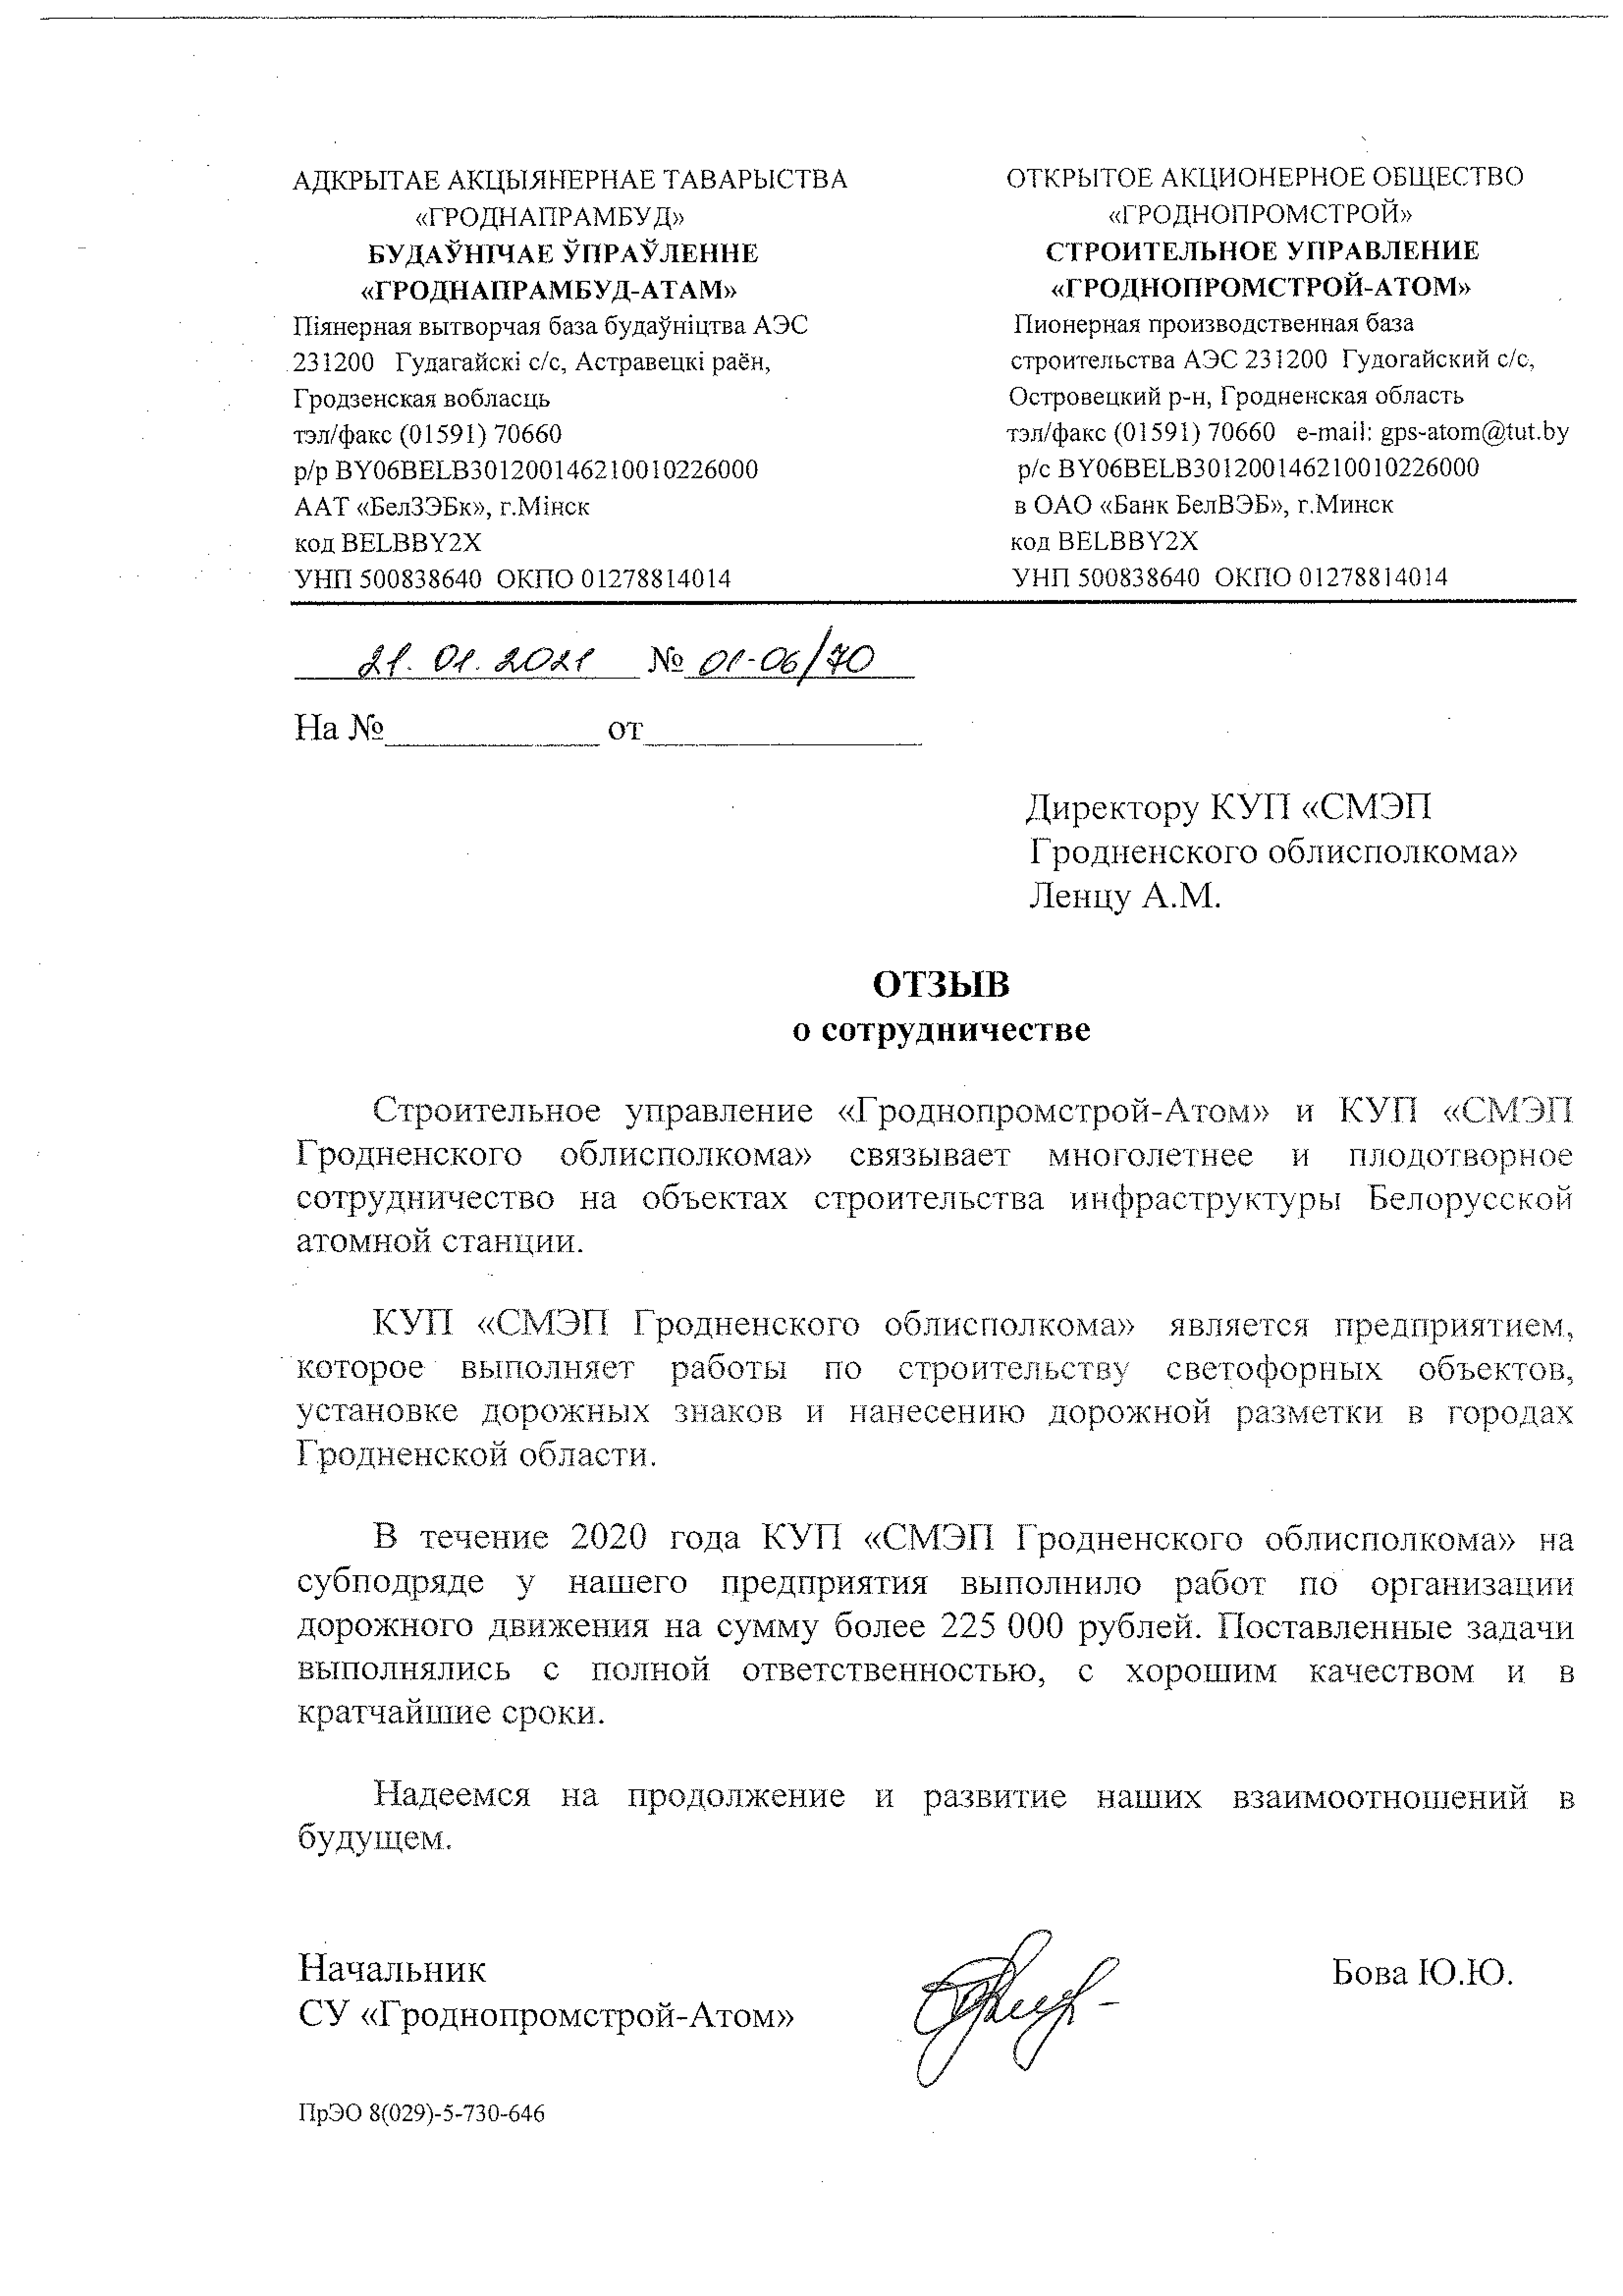 АДКРЫТАЕ АКЦЫЯНЕРНАЕ ТАВАРЫСТВА
«ГРОДНАПРАМБУД»
БУДАЎНІЧАЕ ЎПРАЎЛЕННЕ
«ГРОДНАПРАМБУД-АТАМ»
Піянерная вытворчая база будаўніцтва АЭС
231200 Гудагайскі с/с, Астравецкі раён,
Гродзенская вобласць
тэл/факс (01591) 70660
р/р BY06BELB301200146210010226000
ААТ «БелЗЭБк», г.Мінск
код BELBBY2X
УНП 500838640 ОКПО 01278814014
ОТКРЫТОЕ АКЦИОНЕРНОЕ ОБЩЕСТВО
«ГРОДНОПРОМСТРОЙ»
СТРОИТЕЛЬНОЕ УПРАВЛЕНИЕ
«ГРОДНОПРОМСТРОЙ-АТОМ»
Пионерная производственная база
строительства АЭС 231200 Гудогайский с/с,
Островецкий р-н, Гродненская область
тэл/факс (01591) 70660 e-mail: gps-atom@tut.by
р/с BY06BELB301200146210010226000
в ОАО «Банк БелВЭБ», г.Минск
код BELBBY2X
УНП 500838640 ОКПО 01278814014
21.01.2021 № 01-06/70
На №____________ от________________
Директору КУП «СМЭП
Гродненского облисполкома»
Ленцу А.М.
ОТЗЫВ
о сотрудничестве
Строительное управление «Гроднопромстрой-Атом» и КУП «СМЭП
Гродненского облисполкома» связывает многолетнее и плодотворное
сотрудничество на объектах строительства инфраструктуры Белорусской
атомной станции.
КУП «СМЭП Гродненского облисполкома» является предприятием,
которое выполняет работы по строительству светофорных объектов,
установке дорожных знаков и нанесению дорожной разметки в городах
Гродненской области.
В течение 2020 года КУП «СМЭП Гродненского облисполкома» на
субподряде у нашего предприятия выполнило работ по организации
дорожного движения на сумму более 225 000 рублей. Поставленные задачи
выполнялись с полной ответственностью, с хорошим качеством и в
кратчайшие сроки.
Надеемся на продолжение и развитие наших взаимоотношений в
будущем.
Начальник
СУ «Гроднопромстрой-Атом»
Бова Ю.Ю.
ПрЭО 8(029)-5-730-646